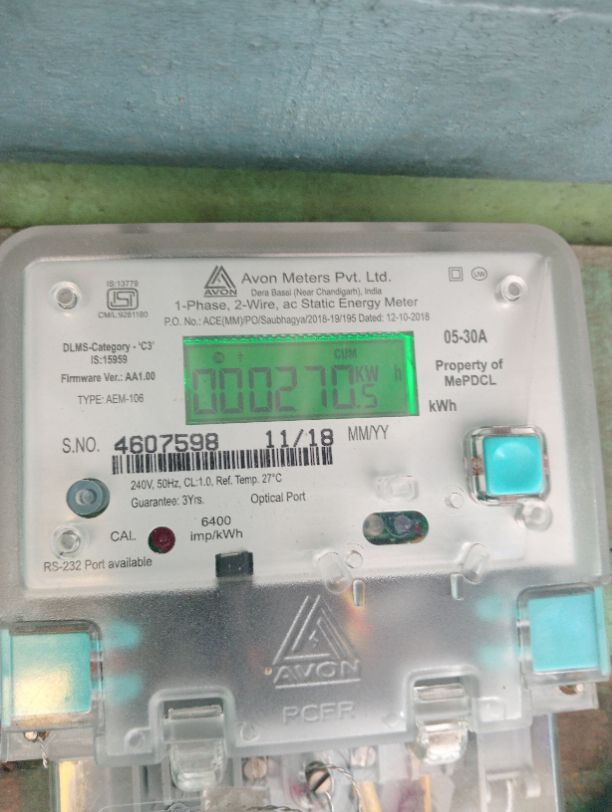 IS:13779
ISI
CM/L:9281180
AVON
Avon Meters Pvt. Ltd.
Dera Bassi (Near Chandigarh), India
1-Phase, 2-Wire, ac Static Energy Meter
P.O. No.: ACE(MM)/PO/Saubhagya/2018-19/195 Dated: 12-10-2018
UW
DLMS-Category - 'C3'
IS:15959
Firmware Ver.: AA1.00
TYPE: AEM-106
CUM
000270.5 KW h
05-30A
Property of
MePDCL
kWh
S.NO. 4607598 11/18 MM/YY
240V, 50Hz, CL:1.0, Ref. Temp. 27°C
Guarantee: 3Yrs. Optical Port
CAL. 6400
imp/kWh
RS-232 Port available
AVON
PCFR